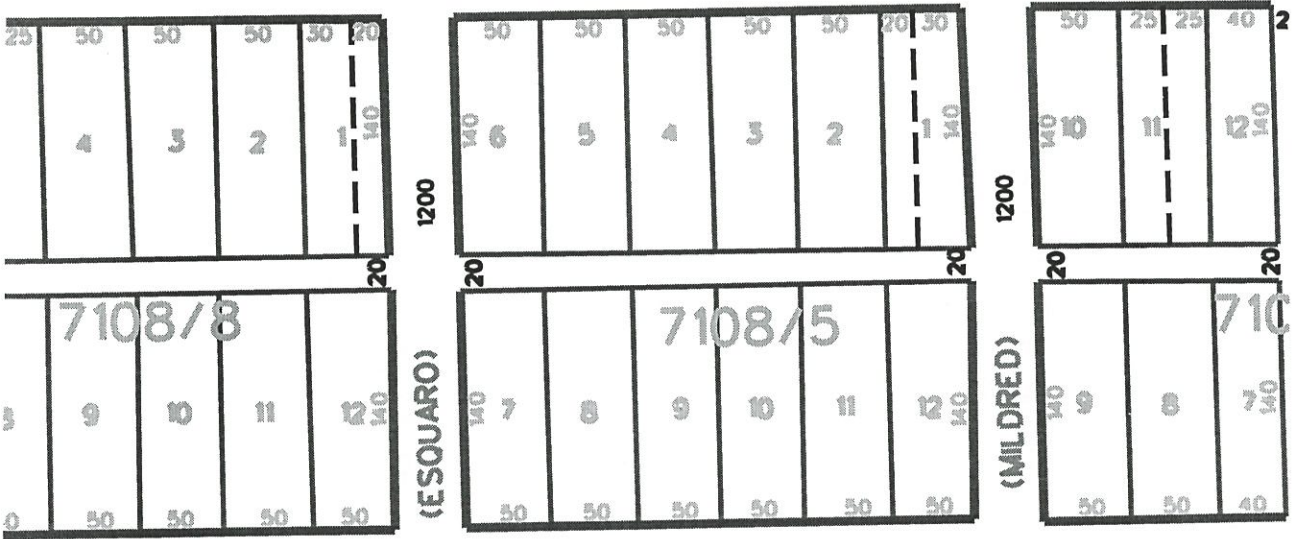 25 50 50 50 30 20
50 50 50 50 50 20 30
50 25 25 40 2
4 3 2 1 140
140 6 5 4 3 2 1 140
140 10 11 12 140
1200
1200
20 20 20 20 20
7108/8
7108/5
710
9 10 11 12 140
140 7 8 9 10 11 12 140
140 9 8 7 140
(ESQUARO)
(MILDRED)
50 50 50 50
50 50 50 50 50 50
50 50 40